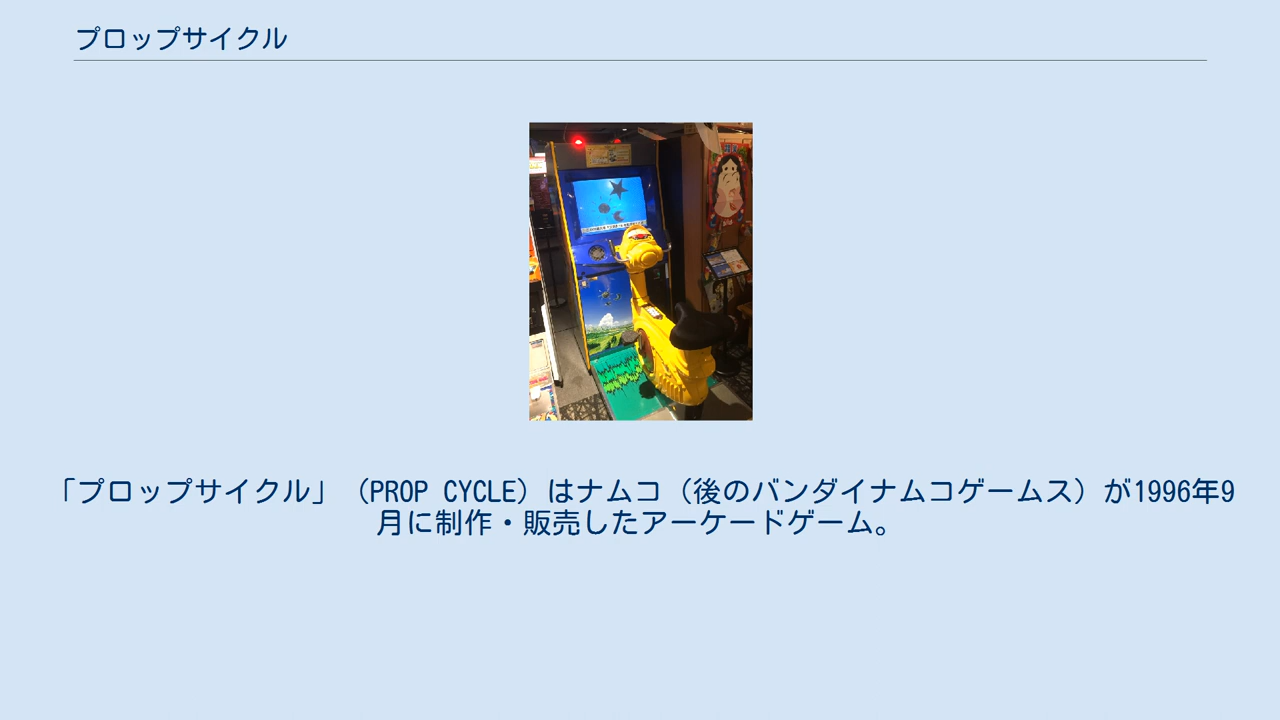 プロップサイクル
「プロップサイクル」（PROP CYCLE）はナムコ（後のバンダイナムコゲームス）が1996年9
月に制作・販売したアーケードゲーム。